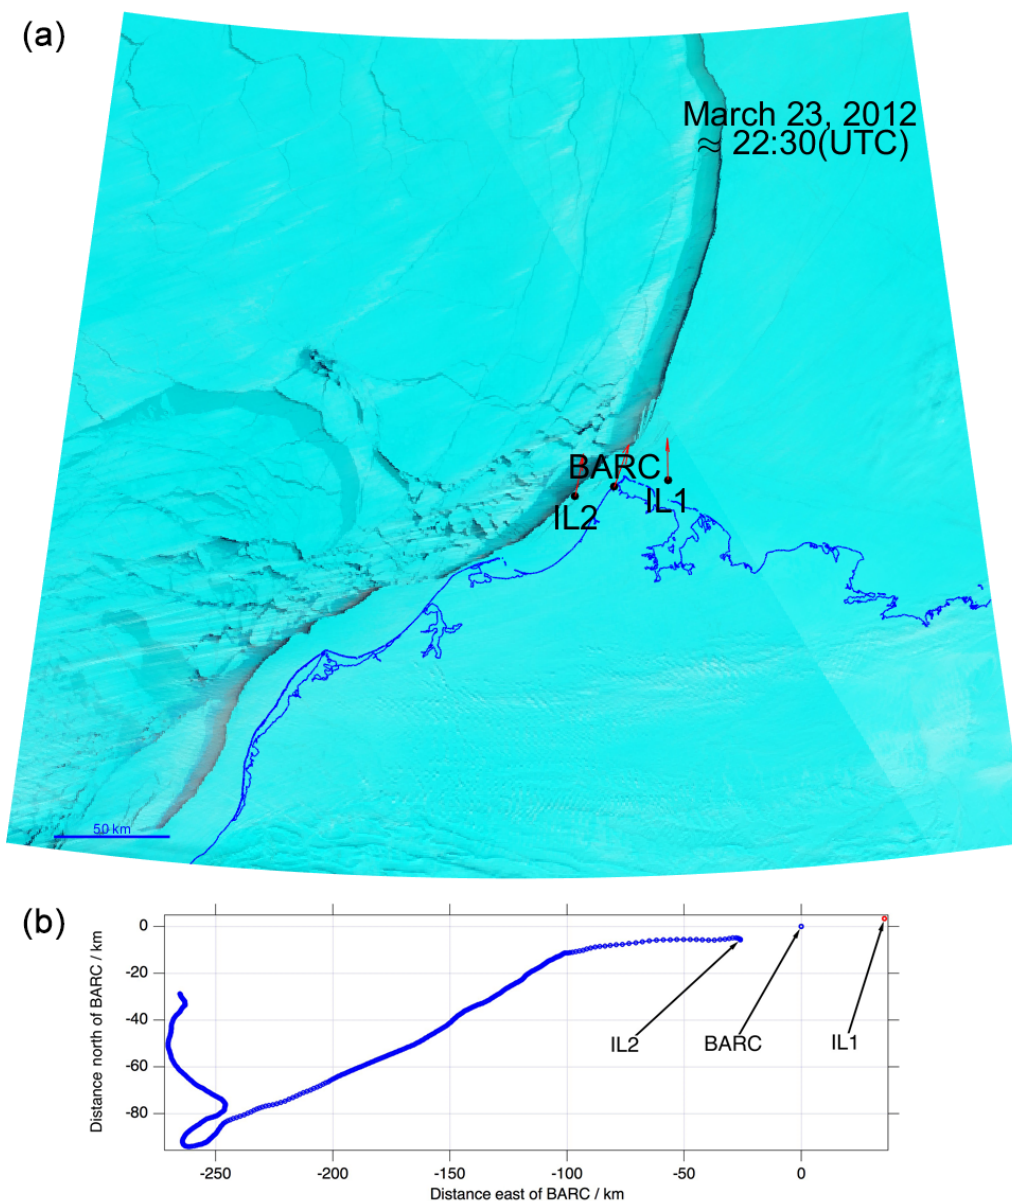 (a)
March 23, 2012
≈ 22:30(UTC)
BARC
IL1
IL2
50 km
(b)
Distance north of BARC / km
0
-20
-40
-60
-80
IL2
BARC
IL1
-250
-200
-150
-100
-50
0
Distance east of BARC / km